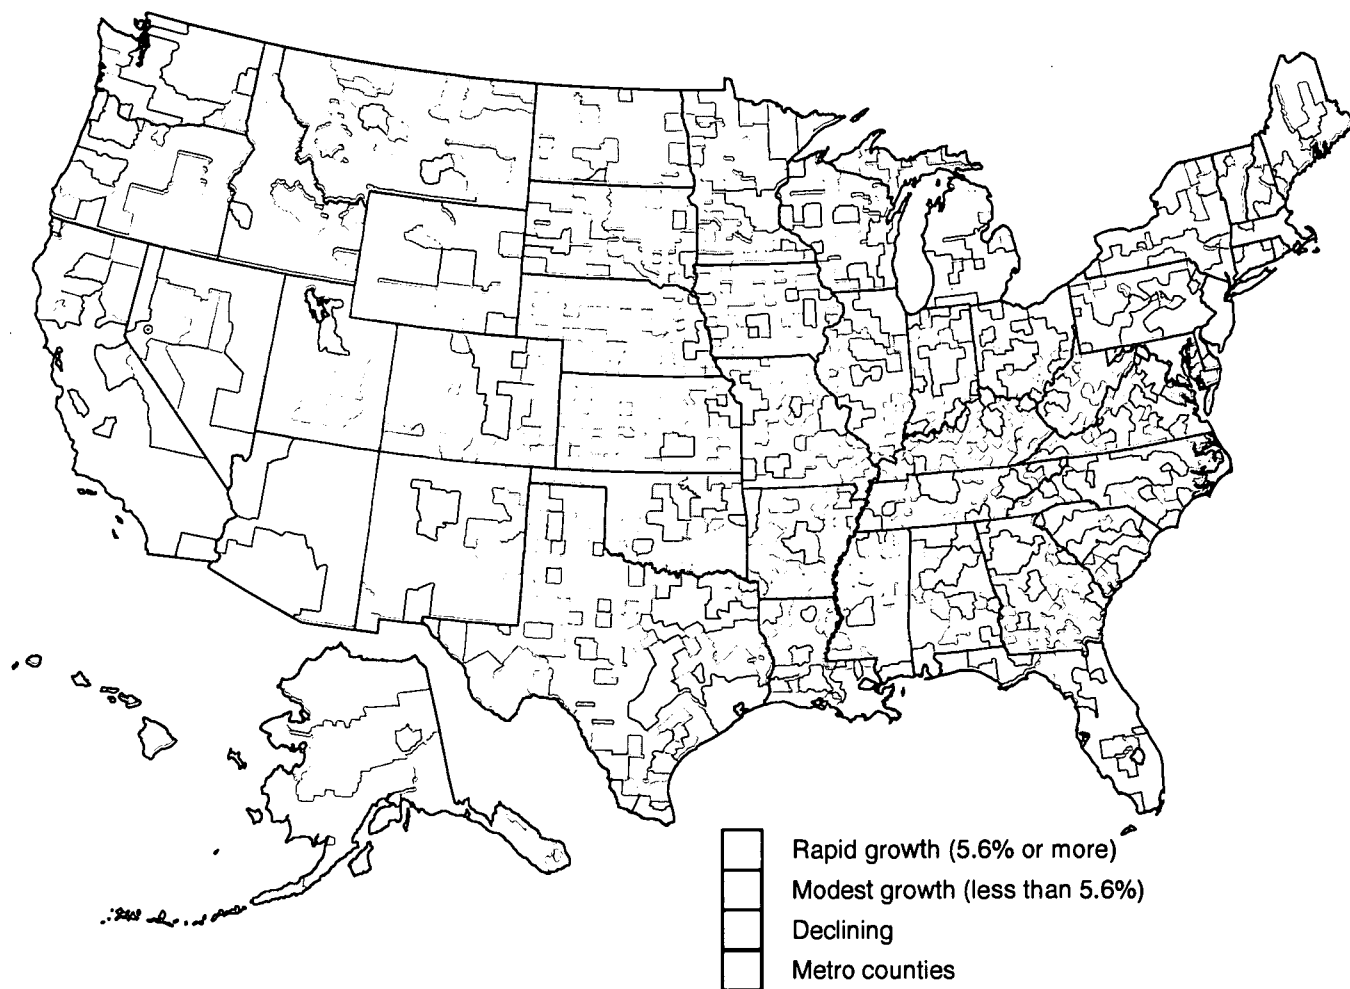 Rapid growth (5.6% or more)
Modest growth (less than 5.6%)
Declining
Metro counties